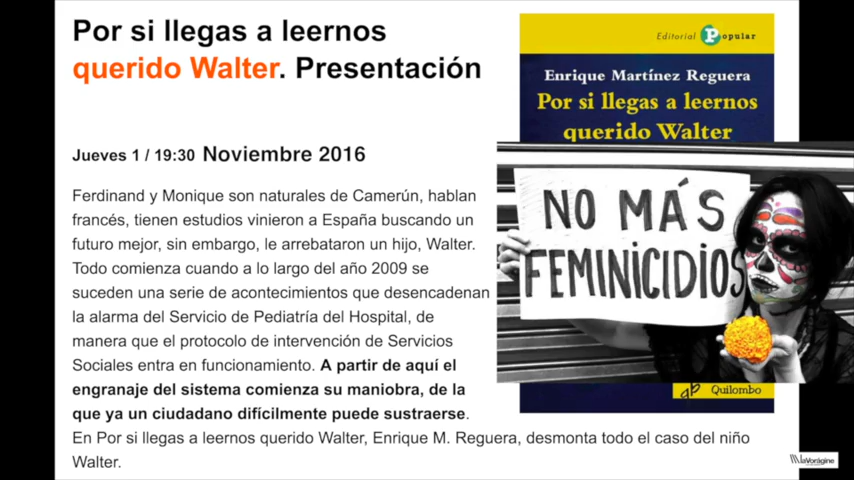 Por si llegas a leernos
querido Walter. Presentación
Jueves 1 / 19:30 Noviembre 2016
Ferdinand y Monique son naturales de Camerún, hablan
francés, tienen estudios vinieron a España buscando un
futuro mejor, sin embargo, le arrebataron un hijo, Walter.
Todo comienza cuando a lo largo del año 2009 se
suceden una serie de acontecimientos que desencadenan
la alarma del Servicio de Pediatría del Hospital, de
manera que el protocolo de intervención de Servicios
Sociales entra en funcionamiento. A partir de aquí el
engranaje del sistema comienza su maniobra, de la
que ya un ciudadano difícilmente puede sustraerse.
En Por si llegas a leernos querido Walter, Enrique M. Reguera, desmonta todo el caso del niño
Walter.
Editorial Popular
Enrique Martínez Reguera
Por si llegas a leernos
querido Walter
NO MÁS
FEMINICIDIOS
Quilombo
laVorágine